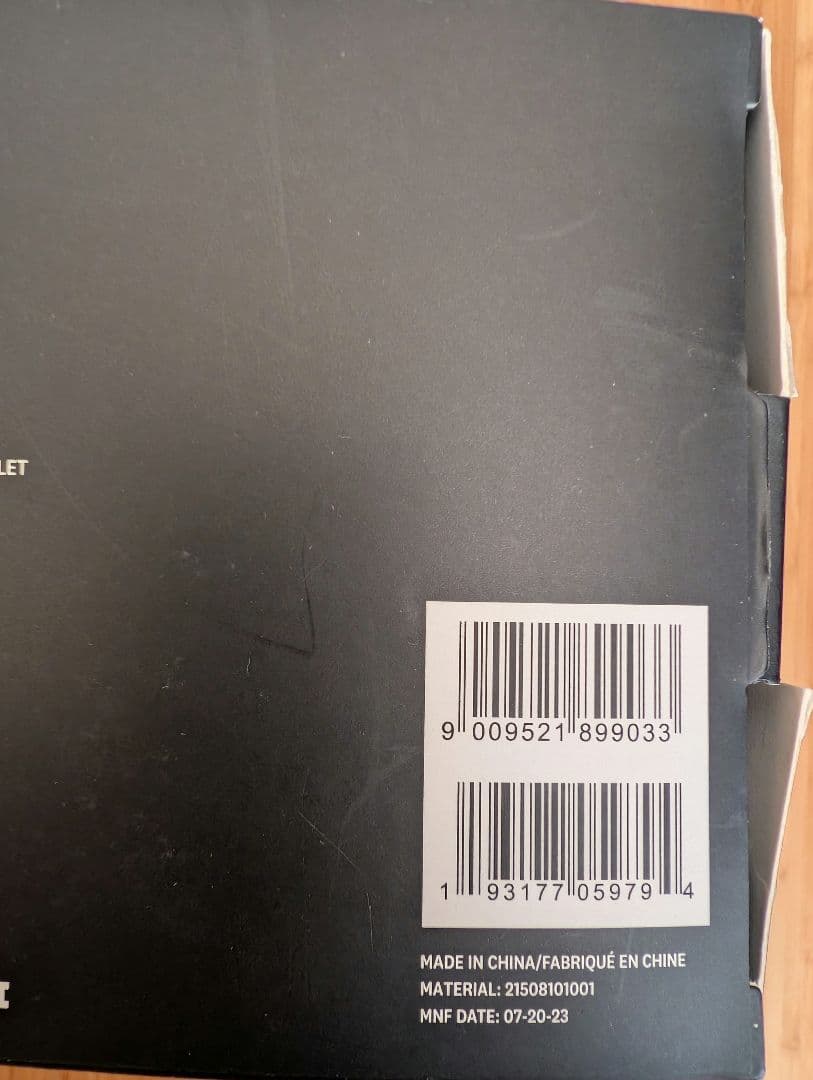 LET
9 009521 899033
1 93177 05979 4
MADE IN CHINA/FABRIQUÉ EN CHINE
MATERIAL: 21508101001
MNF DATE: 07-20-23